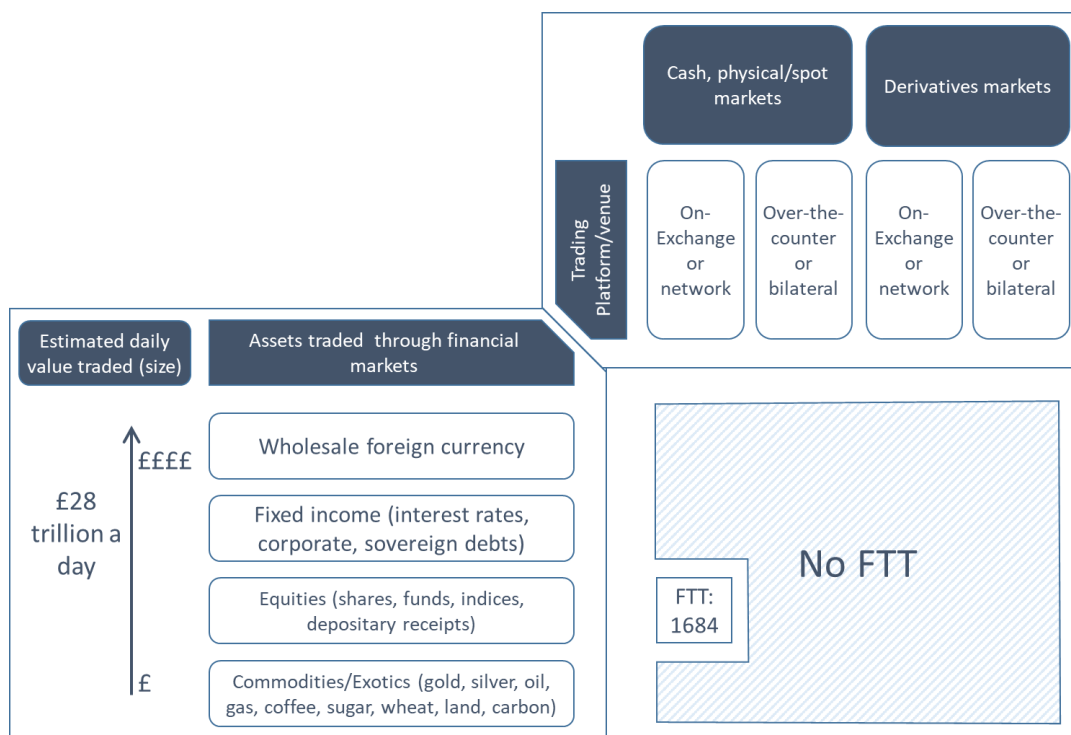 Cash, physical/spot
markets
Derivatives markets
Trading
Platform/venue
On-
Exchange
or
network
Over-the-
counter
or
bilateral
On-
Exchange
or
network
Over-the-
counter
or
bilateral
Estimated daily
value traded (size)
Assets traded through financial
markets
££££
£28
trillion a
day
£
Wholesale foreign currency
Fixed income (interest rates,
corporate, sovereign debts)
Equities (shares, funds, indices,
depositary receipts)
Commodities/Exotics (gold, silver, oil,
gas, coffee, sugar, wheat, land, carbon)
No FTT
FTT:
1684